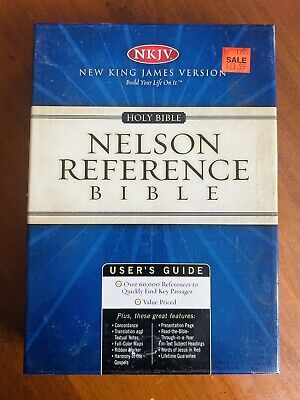 NKJV
NEW KING JAMES VERSION
Build Your Life On It.™
SALE
HOLY BIBLE
NELSON
REFERENCE
BIBLE
USER'S GUIDE
Over 60,000 References to
Quickly Find Key Passages
Value Priced
Plus, these great features:
• Concordance
• Translation and
Textual Notes
• Full-Color Maps
• Ribbon Marker
• Harmony of the
Gospels
• Presentation Page
• Read-the-Bible-
Through-in-a-Year
• In-Text Subject Headings
• Words of Jesus in Red
• Lifetime Guarantee